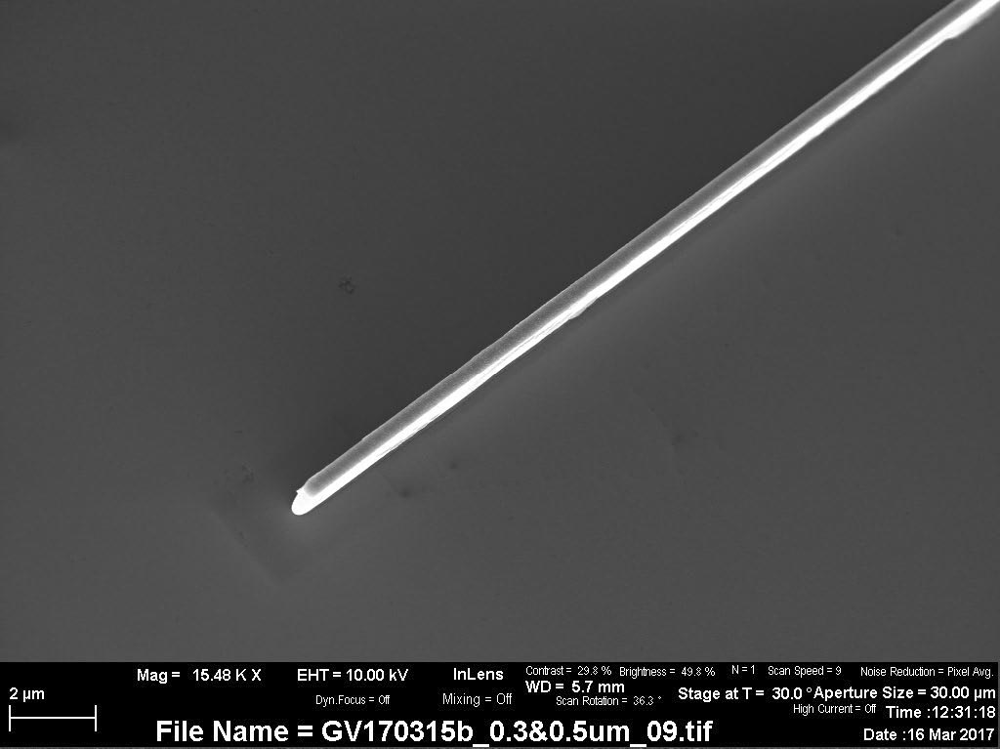 Mag = 15.48 K X EHT = 10.00 kV InLens Contrast = 29.8 % Brightness = 49.8 % N = 1 Scan Speed = 9 Noise Reduction = Pixel Avg.
2 µm WD = 5.7 mm Stage at T = 30.0 ° Aperture Size = 30.00 µm
Dyn.Focus = Off Mixing = Off Scan Rotation = 36.3 ° High Current = Off
Time :12:31:18
File Name = GV170315b_0.3&0.5um_09.tif Date :16 Mar 2017